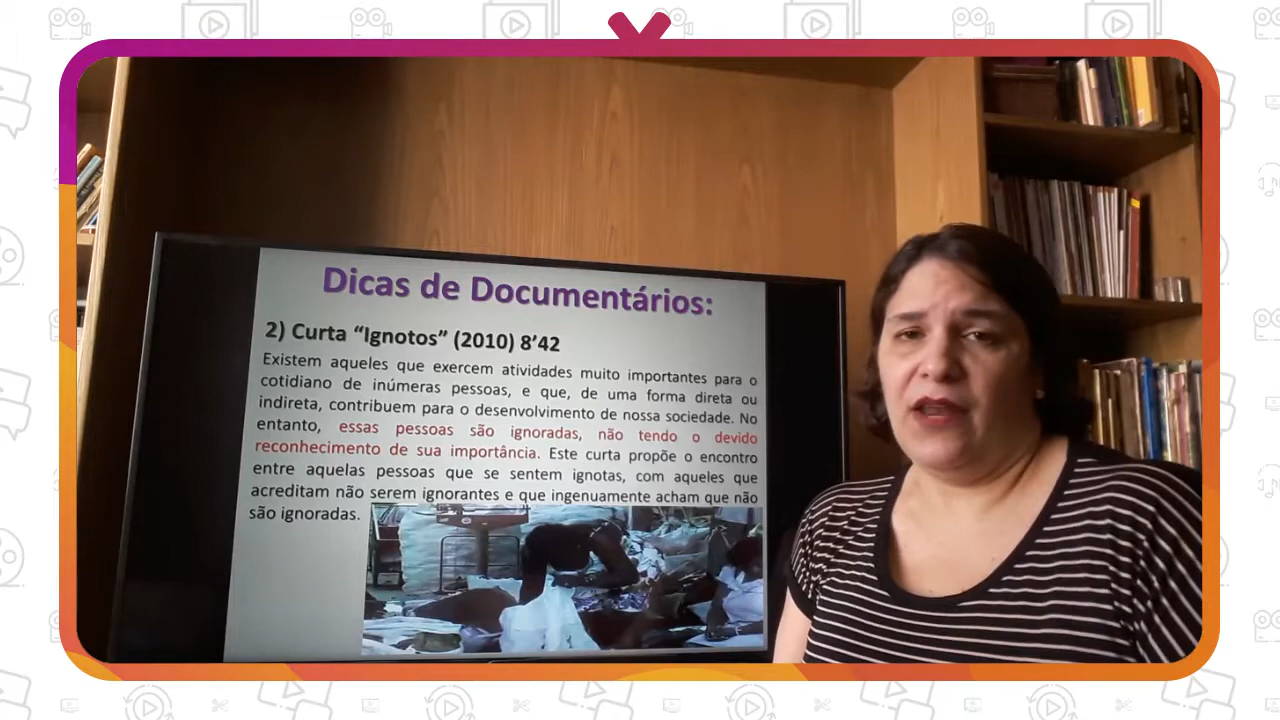 Dicas de Documentários:
2) Curta “Ignotos” (2010) 8’42
Existem aqueles que exercem atividades muito importantes para o
cotidiano de inúmeras pessoas, e que, de uma forma direta ou
indireta, contribuem para o desenvolvimento de nossa sociedade. No
entanto, essas pessoas são ignoradas, não tendo o devido
reconhecimento de sua importância. Este curta propõe o encontro
entre aquelas pessoas que se sentem ignotas, com aqueles que
acreditam não serem ignorantes e que ingenuamente acham que não
são ignoradas.